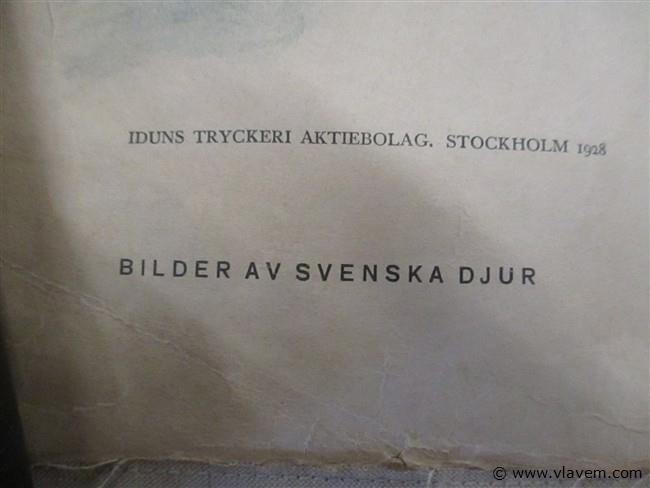 IDUNS TRYCKERI AKTIEBOLAG. STOCKHOLM 1928
BILDER AV SVENSKA DJUR
© www.vlavem.com